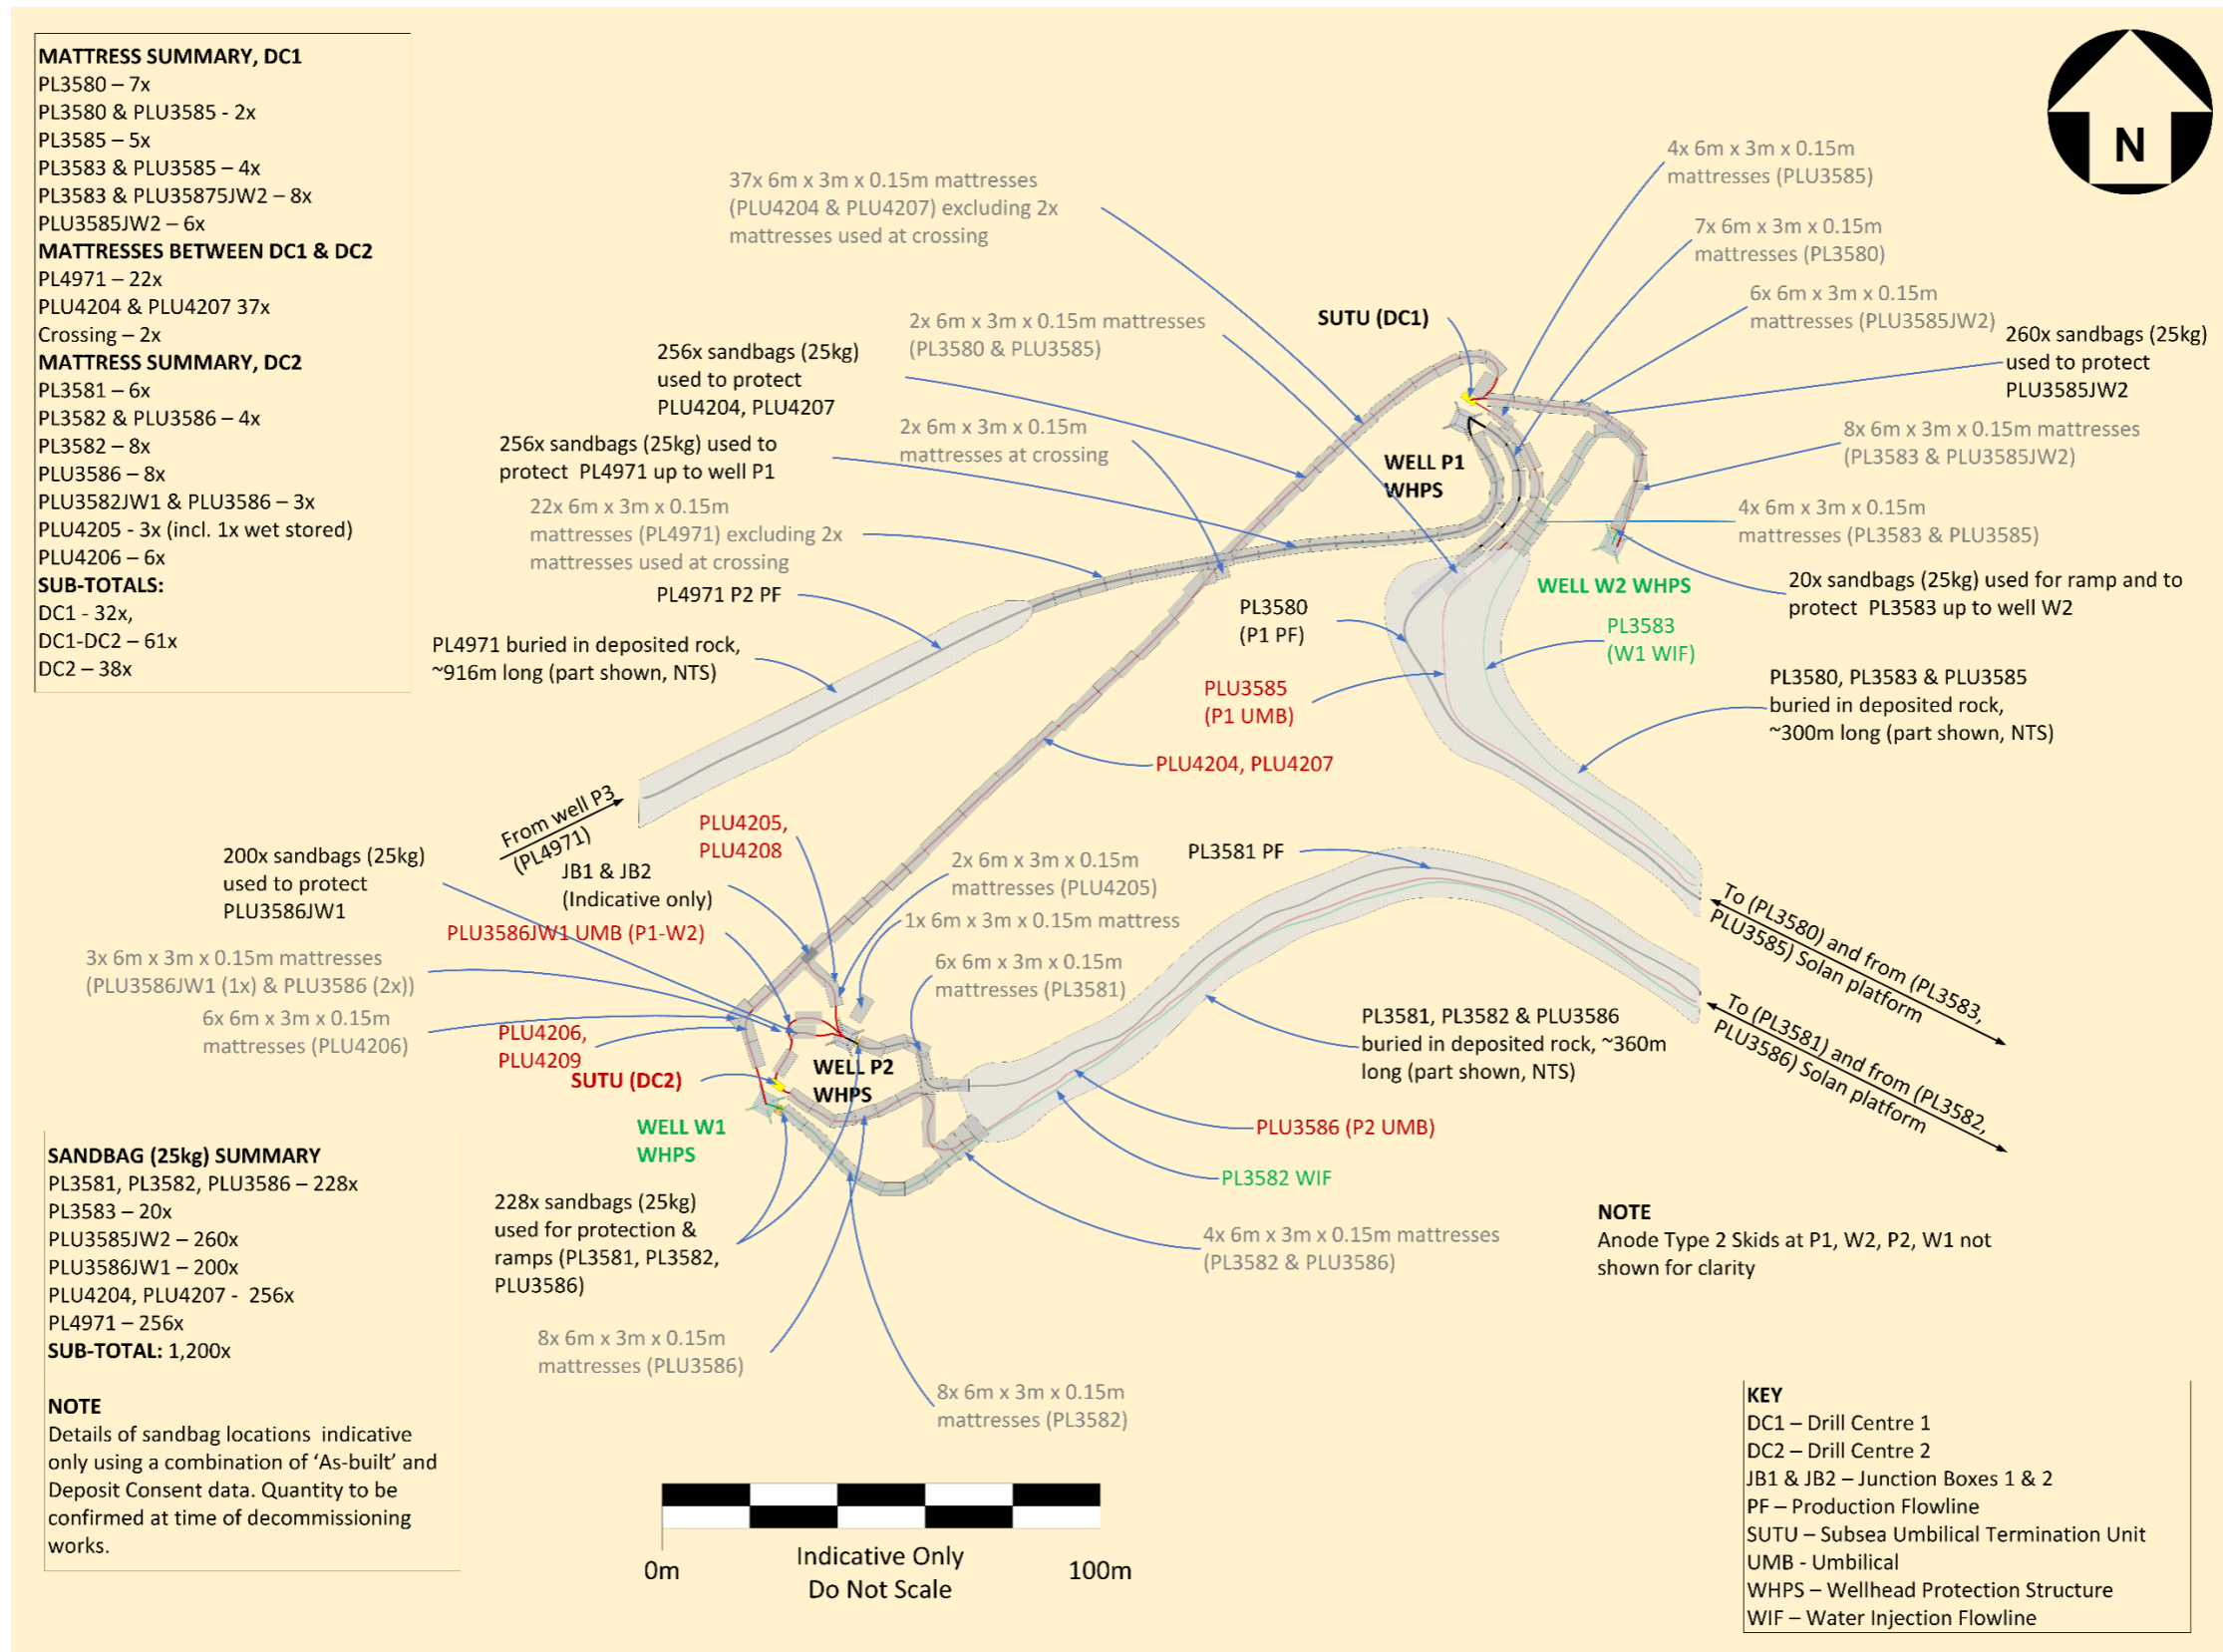 MATTRESS SUMMARY, DC1
PL3580 – 7x
PL3580 & PLU3585 - 2x
PL3585 – 5x
PL3583 & PLU3585 – 4x
PL3583 & PLU35875JW2 – 8x
PLU3585JW2 – 6x
MATTRESSES BETWEEN DC1 & DC2
PL4971 – 22x
PLU4204 & PLU4207 37x
Crossing – 2x
MATTRESS SUMMARY, DC2
PL3581 – 6x
PL3582 & PLU3586 – 4x
PL3582 – 8x
PLU3586 – 8x
PLU3582JW1 & PLU3586 – 3x
PLU4205 - 3x (incl. 1x wet stored)
PLU4206 – 6x
SUB-TOTALS:
DC1 - 32x,
DC1-DC2 – 61x
DC2 – 38x
N
37x 6m x 3m x 0.15m mattresses
(PLU4204 & PLU4207) excluding 2x
mattresses used at crossing
4x 6m x 3m x 0.15m
mattresses (PLU3585)
7x 6m x 3m x 0.15m
mattresses (PL3580)
6x 6m x 3m x 0.15m
mattresses (PLU3585JW2)
260x sandbags (25kg)
used to protect
PLU3585JW2
SUTU (DC1)
2x 6m x 3m x 0.15m mattresses
(PL3580 & PLU3585)
256x sandbags (25kg)
used to protect
PLU4204, PLU4207
2x 6m x 3m x 0.15m
mattresses at crossing
256x sandbags (25kg) used to
protect PL4971 up to well P1
22x 6m x 3m x 0.15m
mattresses (PL4971) excluding 2x
mattresses used at crossing
8x 6m x 3m x 0.15m mattresses
(PL3583 & PLU3585JW2)
WELL P1
WHPS
4x 6m x 3m x 0.15m
mattresses (PL3583 & PLU3585)
WELL W2 WHPS
20x sandbags (25kg) used for ramp and to
protect PL3583 up to well W2
PL4971 P2 PF
PL3580
(P1 PF)
PL3583
(W1 WIF)
PL4971 buried in deposited rock,
~916m long (part shown, NTS)
PLU3585
(P1 UMB)
PL3580, PL3583 & PLU3585
buried in deposited rock,
~300m long (part shown, NTS)
PLU4204, PLU4207
From well P3
(PL4971)
PLU4205,
PLU4208
200x sandbags (25kg)
used to protect
PLU3586JW1
JB1 & JB2
(Indicative only)
2x 6m x 3m x 0.15m
mattresses (PLU4205)
PL3581 PF
1x 6m x 3m x 0.15m mattress
PLU3586JW1 UMB (P1-W2)
To (PL3580) and from (PL3583,
PLU3585) Solan platform
3x 6m x 3m x 0.15m mattresses
(PLU3586JW1 (1x) & PLU3586 (2x))
6x 6m x 3m x 0.15m
mattresses (PL3581)
6x 6m x 3m x 0.15m
mattresses (PLU4206)
PLU4206,
PLU4209
To (PL3581) and from (PL3582,
PLU3586) Solan platform
PL3581, PL3582 & PLU3586
buried in deposited rock, ~360m
long (part shown, NTS)
SUTU (DC2)
WELL P2
WHPS
WELL W1
WHPS
PLU3586 (P2 UMB)
PL3582 WIF
228x sandbags (25kg)
used for protection &
ramps (PL3581, PL3582,
PLU3586)
4x 6m x 3m x 0.15m mattresses
(PL3582 & PLU3586)
NOTE
Anode Type 2 Skids at P1, W2, P2, W1 not
shown for clarity
8x 6m x 3m x 0.15m
mattresses (PLU3586)
8x 6m x 3m x 0.15m
mattresses (PL3582)
SANDBAG (25kg) SUMMARY
PL3581, PL3582, PLU3586 – 228x
PL3583 – 20x
PLU3585JW2 – 260x
PLU3586JW1 – 200x
PLU4204, PLU4207 - 256x
PL4971 – 256x
SUB-TOTAL: 1,200x
NOTE
Details of sandbag locations indicative
only using a combination of ‘As-built’ and
Deposit Consent data. Quantity to be
confirmed at time of decommissioning
works.
0m
Indicative Only
Do Not Scale
100m
KEY
DC1 – Drill Centre 1
DC2 – Drill Centre 2
JB1 & JB2 – Junction Boxes 1 & 2
PF – Production Flowline
SUTU – Subsea Umbilical Termination Unit
UMB - Umbilical
WHPS – Wellhead Protection Structure
WIF – Water Injection Flowline